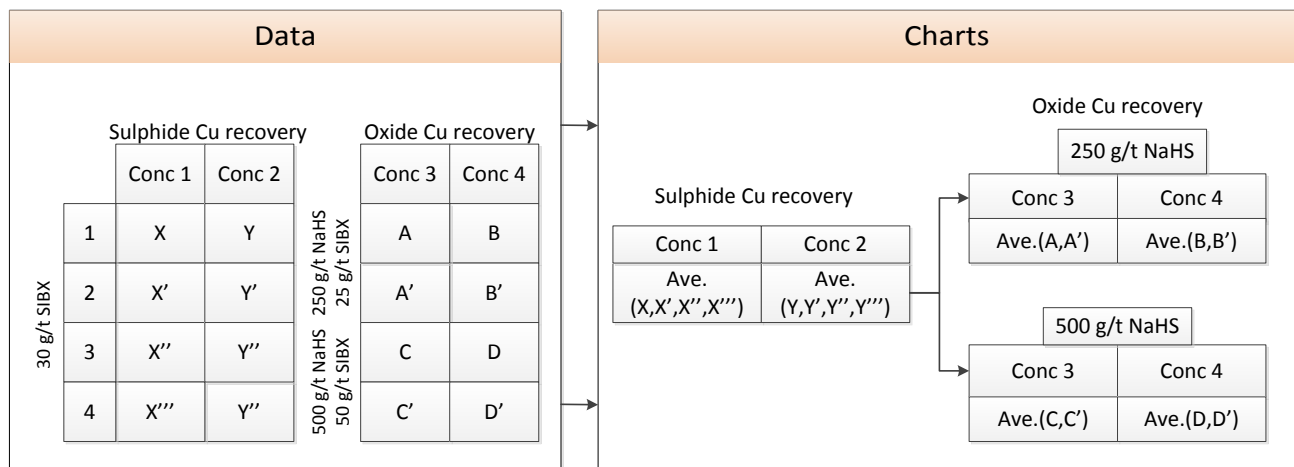 Data
Sulphide Cu recovery
Conc 1 Conc 2
30 g/t SIBX
1 X Y
2 X' Y'
3 X'' Y''
4 X''' Y''
Oxide Cu recovery
Conc 3 Conc 4
250 g/t NaHS
25 g/t SIBX
A B
A' B'
500 g/t NaHS
50 g/t SIBX
C D
C' D'
Charts
Sulphide Cu recovery
Conc 1 Conc 2
Ave. Ave.
(X,X',X'',X''') (Y,Y',Y'',Y''')
Oxide Cu recovery
250 g/t NaHS
Conc 3 Conc 4
Ave.(A,A') Ave.(B,B')
500 g/t NaHS
Conc 3 Conc 4
Ave.(C,C') Ave.(D,D')